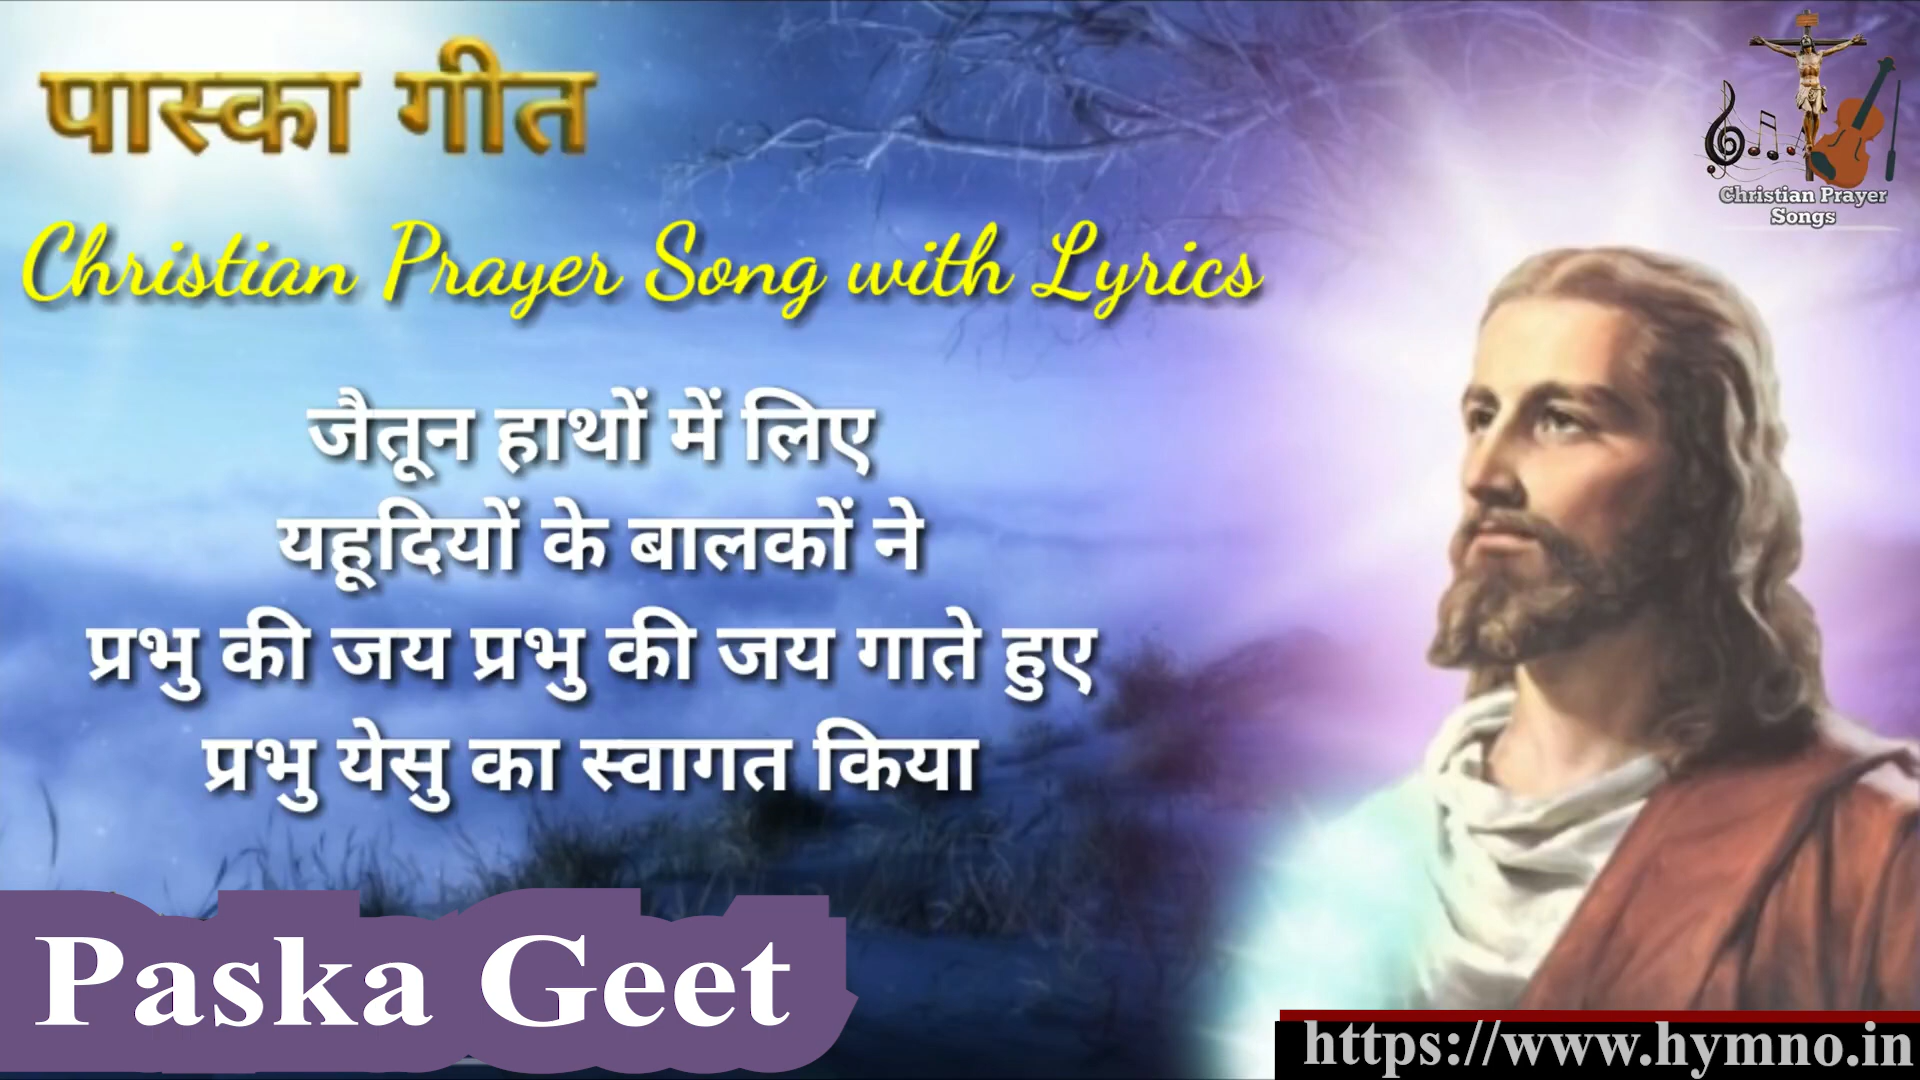 पास्का गीत
Christian Prayer Songs
Christian Prayer Song with Lyrics
जैतून हाथों में लिए
यहूदियों के बालकों ने
प्रभु की जय प्रभु की जय गाते हुए
प्रभु येसु का स्वागत किया
Paska Geet
https://www.hymno.in